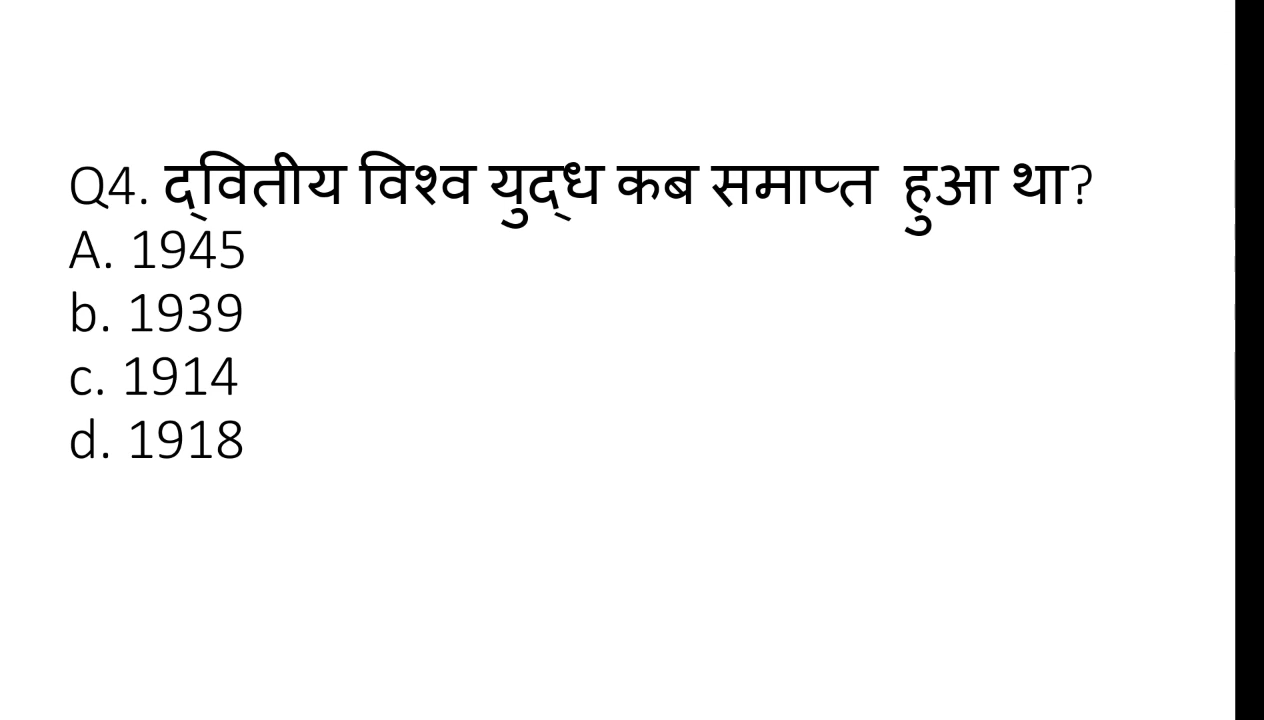 Q4. द्वितीय विश्व युद्ध कब समाप्त  हुआ था?
A. 1945
b. 1939
c. 1914
d. 1918